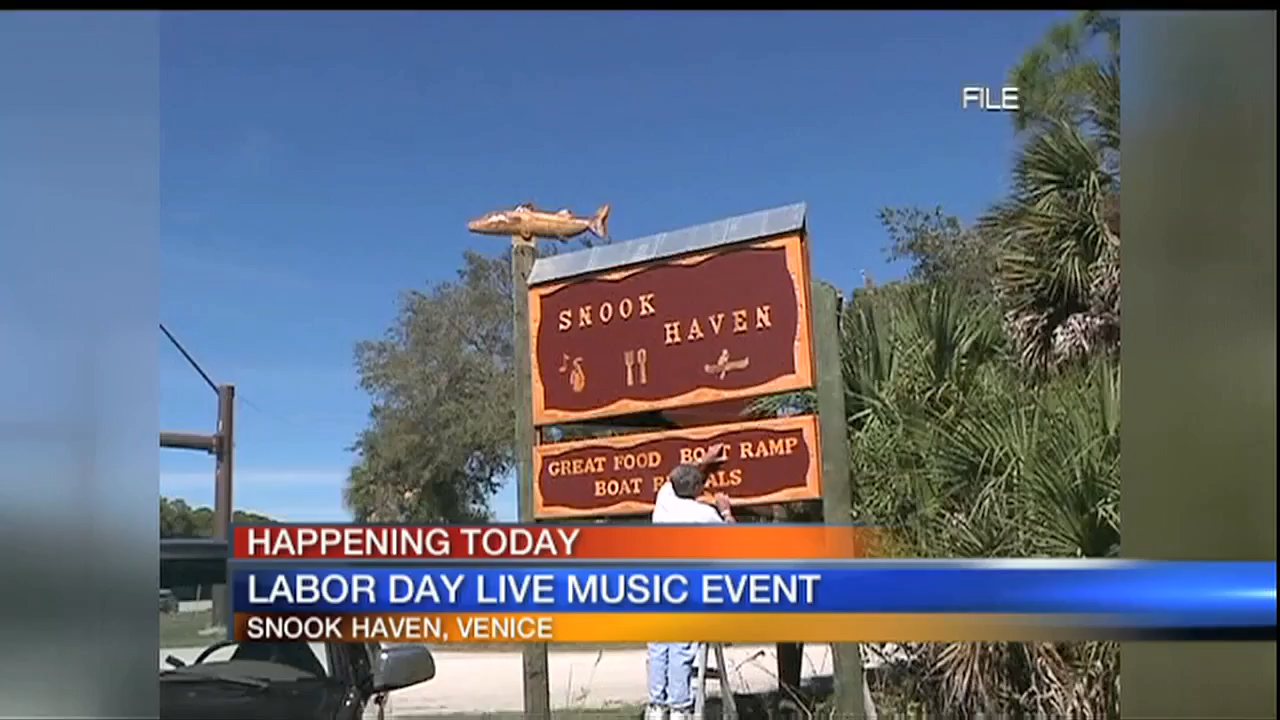 FILE
SNOOK
HAVEN
GREAT FOOD BOAT RAMP
BOAT
HAPPENING TODAY
LABOR DAY LIVE MUSIC EVENT
SNOOK HAVEN, VENICE